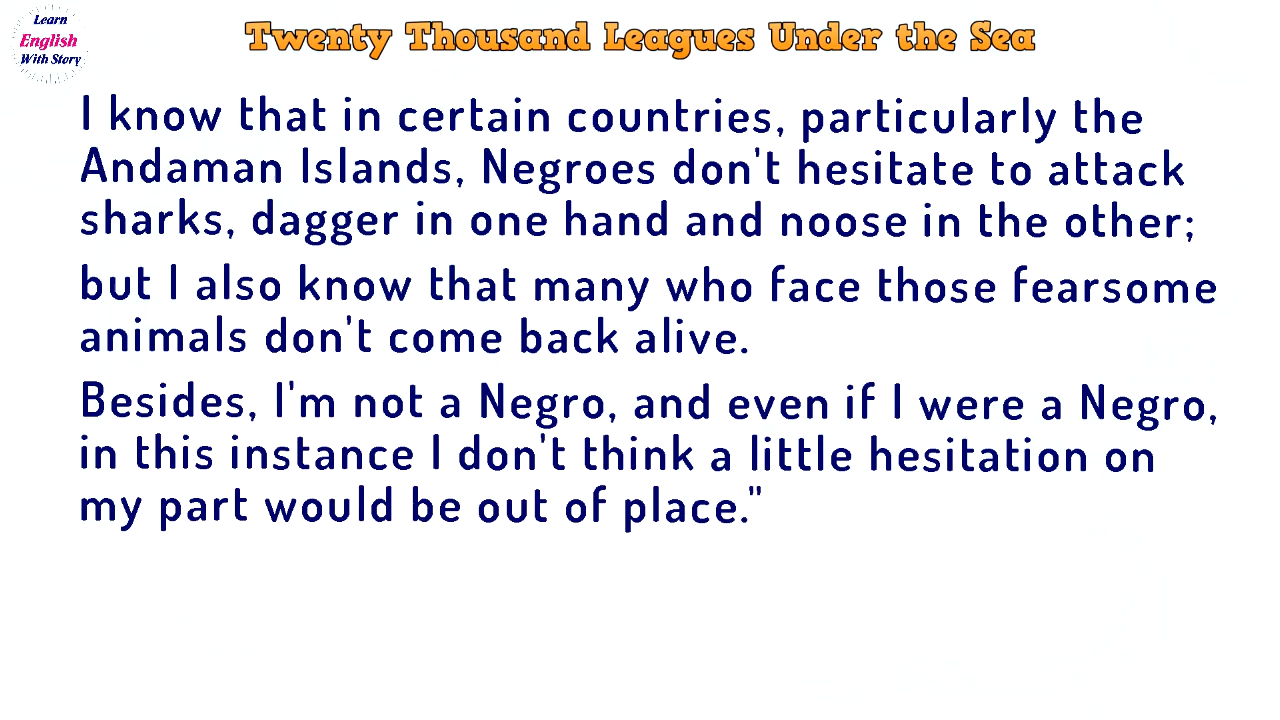 Learn
English
With Story
Twenty Thousand Leagues Under the Sea
I know that in certain countries, particularly the
Andaman Islands, Negroes don't hesitate to attack
sharks, dagger in one hand and noose in the other;
but I also know that many who face those fearsome
animals don't come back alive.
Besides, I'm not a Negro, and even if I were a Negro,
in this instance I don't think a little hesitation on
my part would be out of place."